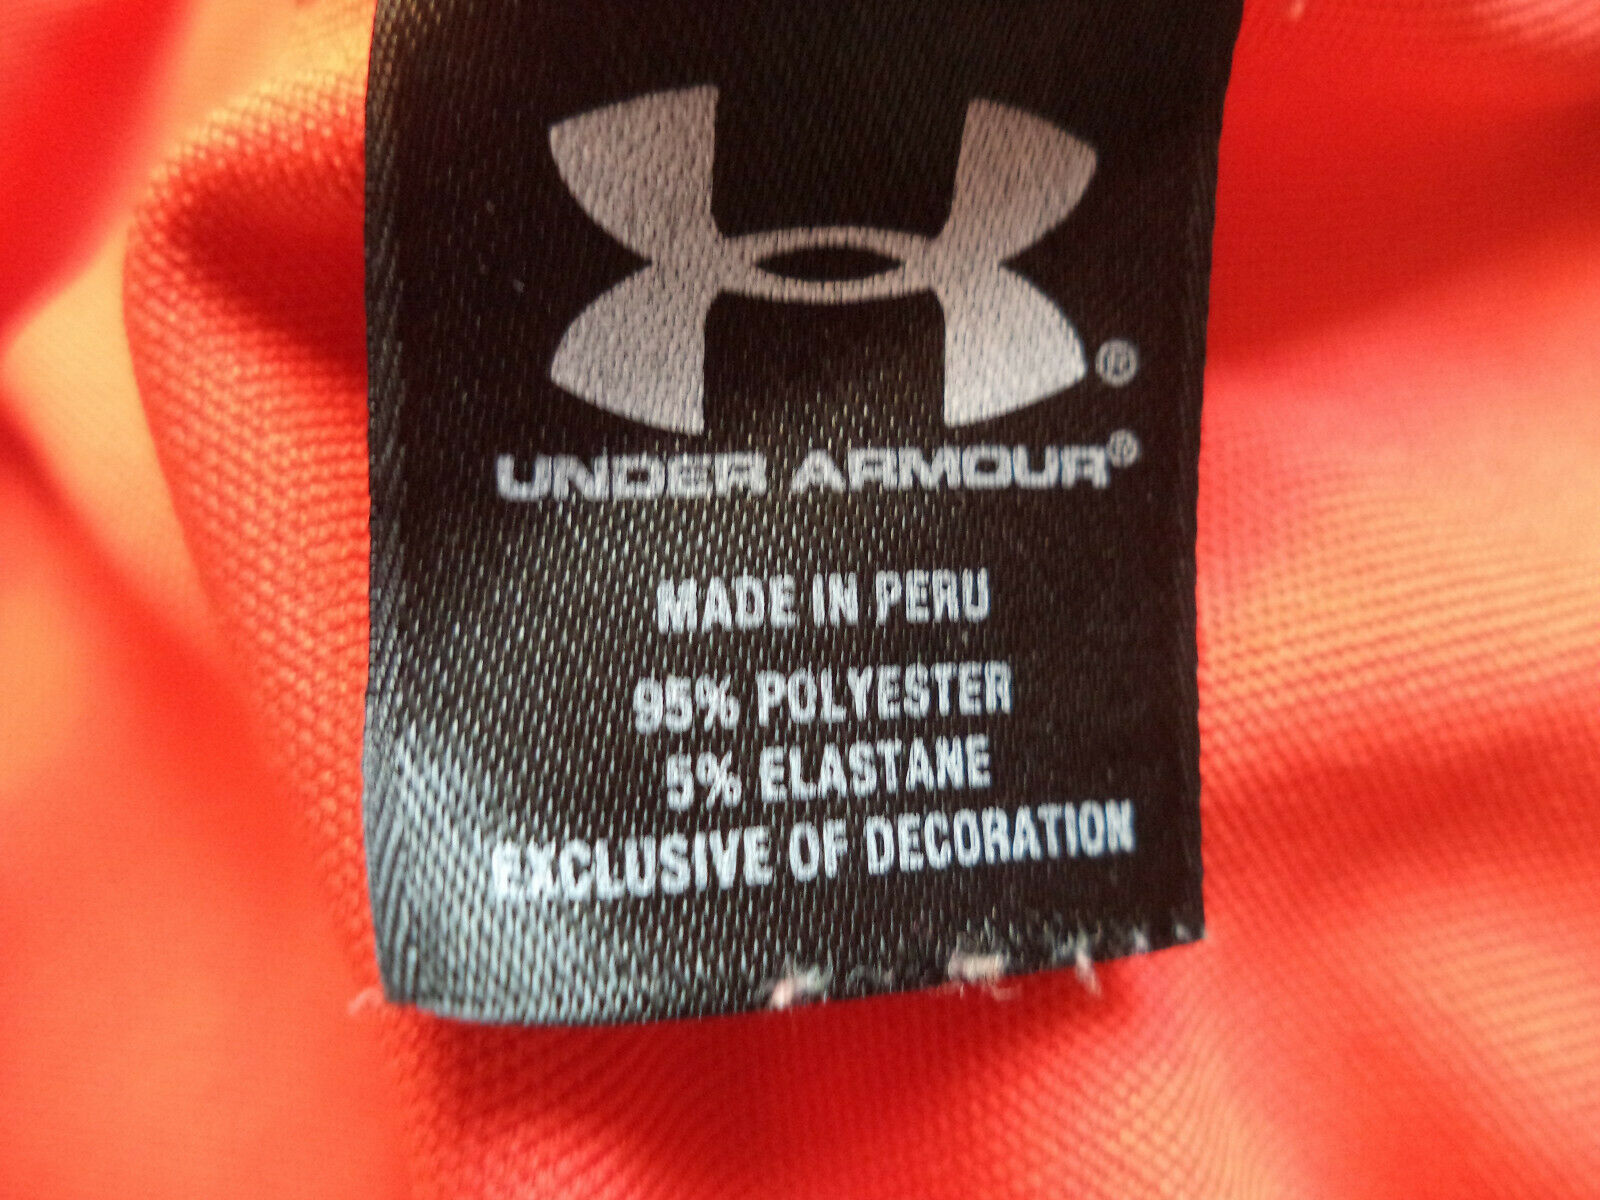 ®
UNDER ARMOUR®
MADE IN PERU
95% POLYESTER
5% ELASTANE
EXCLUSIVE OF DECORATION